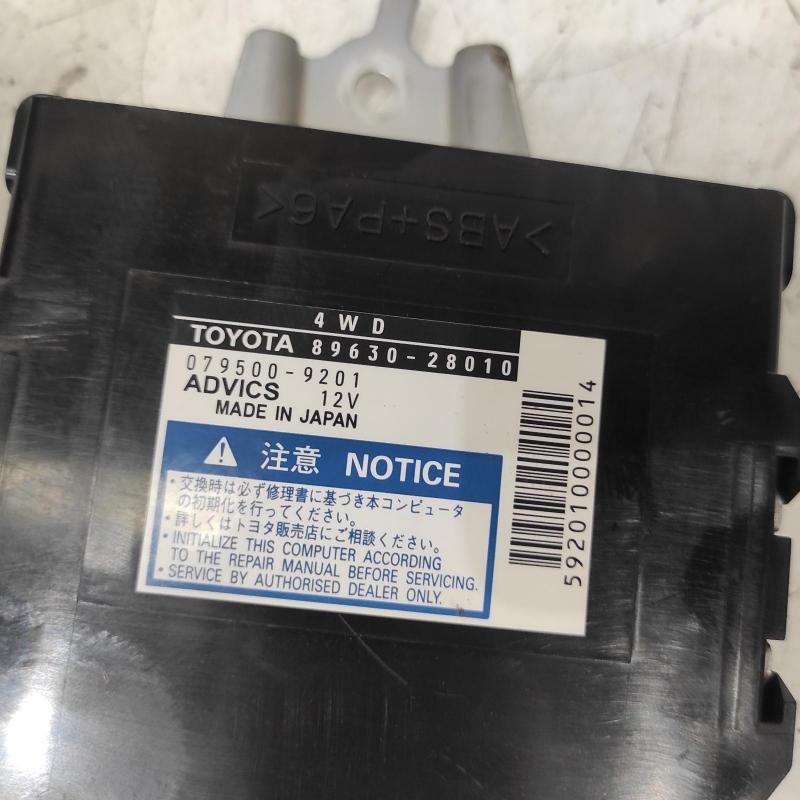 >ABS+PA6<
4WD
TOYOTA 89630-28010
079500-9201
ADVICS 12V
MADE IN JAPAN
注意 NOTICE
・交換時は必ず修理書に基づき本コンピュータ
の初期化を行ってください。
・詳しくはトヨタ販売店にご相談ください。
・INITIALIZE THIS COMPUTER ACCORDING
TO THE REPAIR MANUAL BEFORE SERVICING.
・SERVICE BY AUTHORISED DEALER ONLY.
592010000014